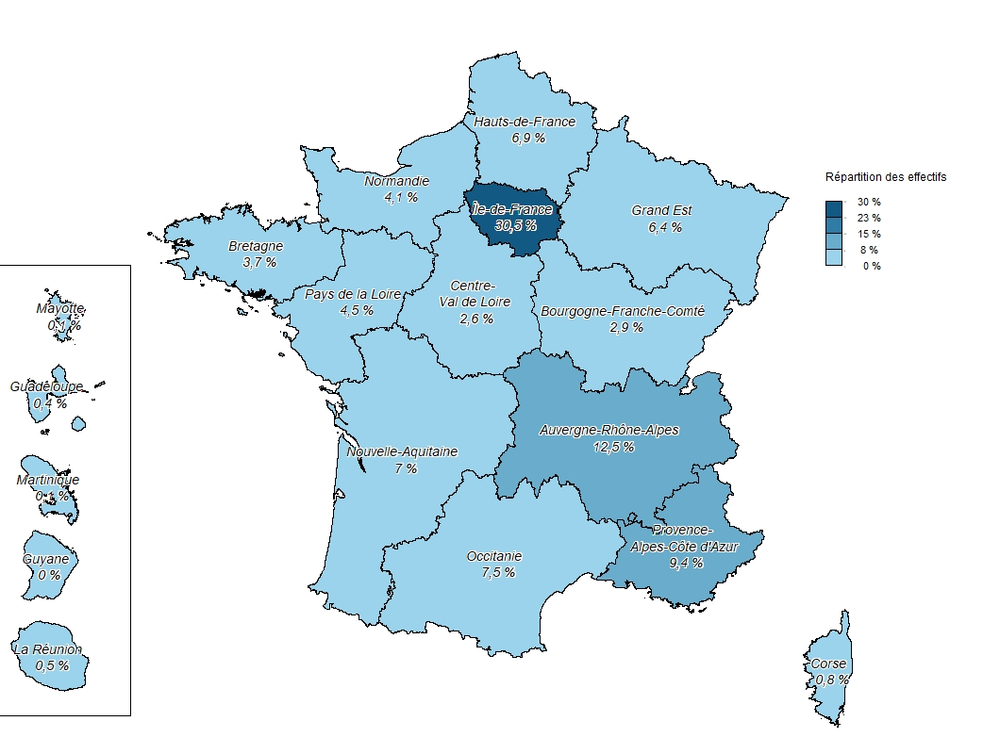 Hauts-de-France
6,9 %
Normandie
4,1 %
Île-de-France
30,5 %
Grand Est
6,4 %
Répartition des effectifs
30 %
23 %
15 %
8 %
0 %
Bretagne
3,7 %
Pays de la Loire
4,5 %
Centre-
Val de Loire
2,6 %
Bourgogne-Franche-Comté
2,9 %
Mayotte
0,1 %
Guadeloupe
0,4 %
Auvergne-Rhône-Alpes
12,5 %
Nouvelle-Aquitaine
7 %
Martinique
0,1 %
Provence-
Alpes-Côte d'Azur
9,4 %
Guyane
0 %
Occitanie
7,5 %
La Réunion
0,5 %
Corse
0,8 %